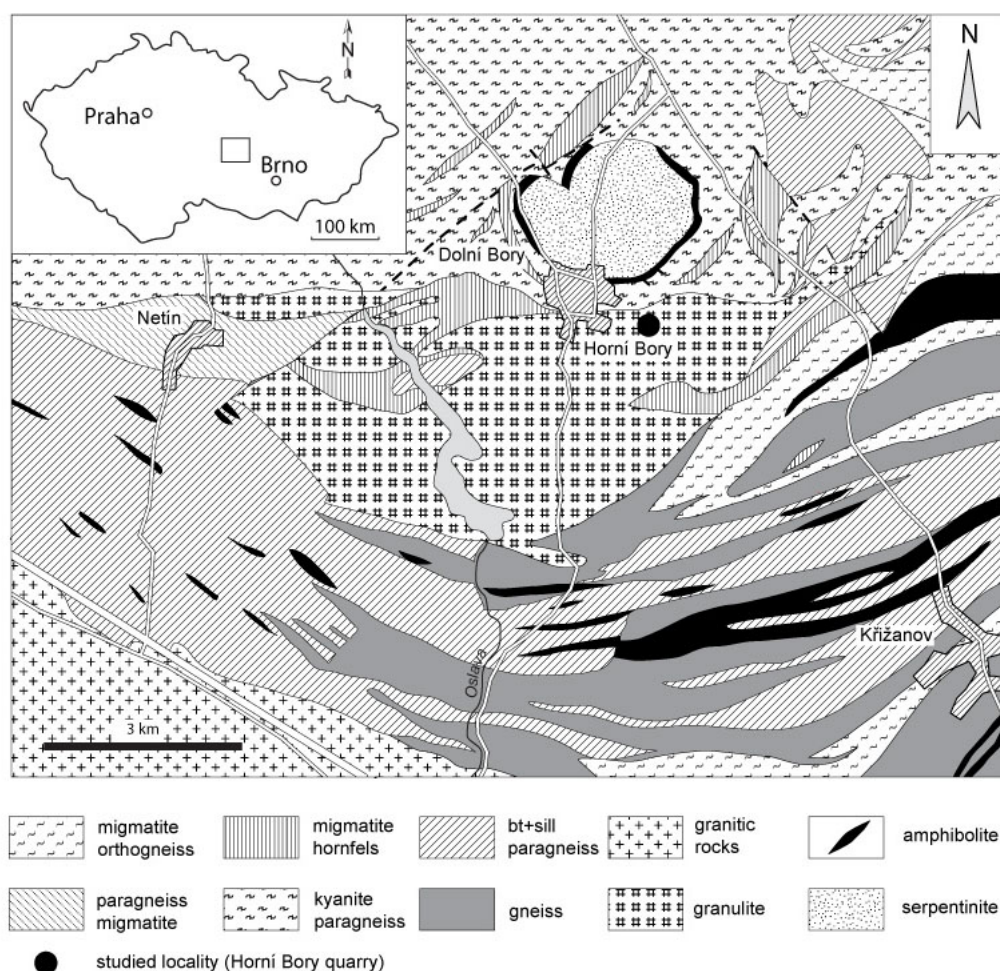 N
Praha
Brno
100 km
N
Dolní Bory
Netín
Horní Bory
Křižanov
Oslava
3 km
migmatite
orthogneiss
migmatite
hornfels
bt+sill
paragneiss
granitic
rocks
amphibolite
paragneiss
migmatite
kyanite
paragneiss
gneiss
granulite
serpentinite
studied locality (Horní Bory quarry)